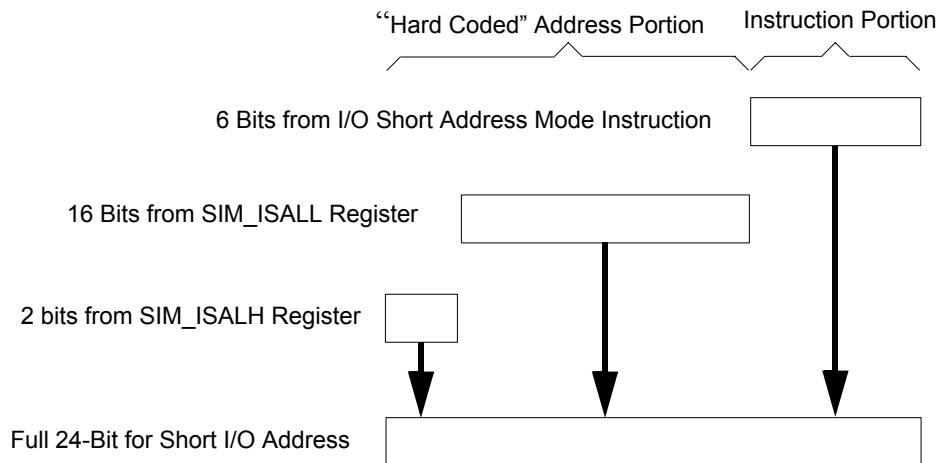 “Hard Coded” Address Portion
Instruction Portion
6 Bits from I/O Short Address Mode Instruction
16 Bits from SIM_ISALL Register
2 bits from SIM_ISALH Register
Full 24-Bit for Short I/O Address